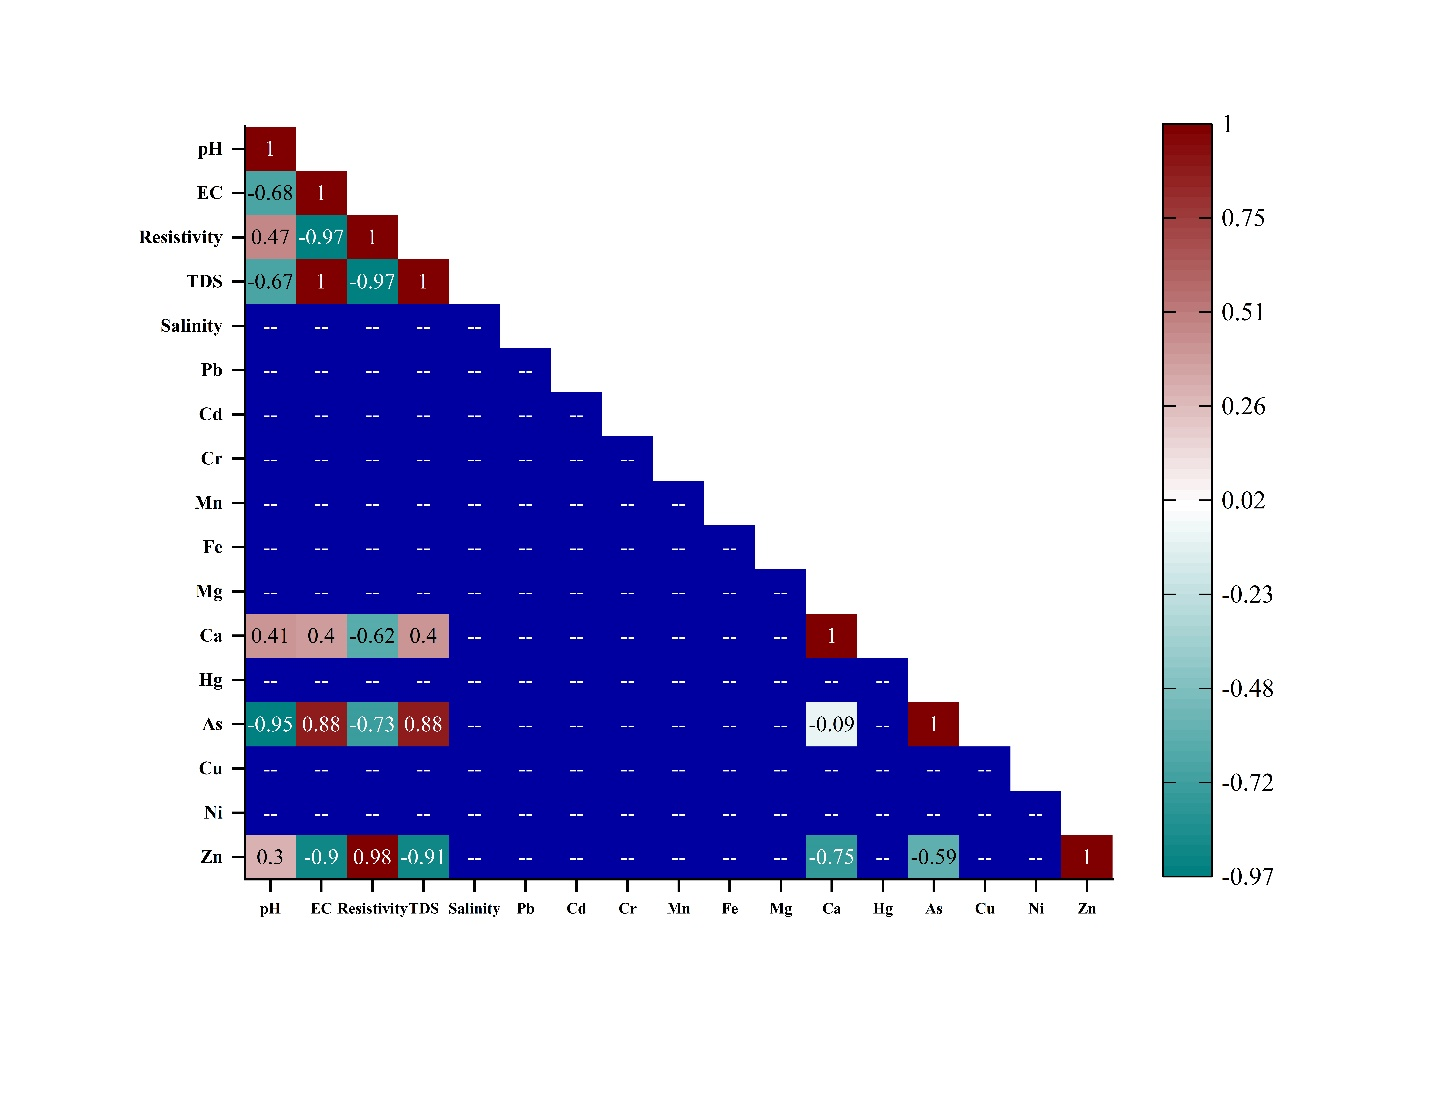 pH 1
EC -0.68 1
Resistivity 0.47 -0.97 1
TDS -0.67 1 -0.97 1
Salinity -- -- -- -- --
Pb -- -- -- -- -- --
Cd -- -- -- -- -- -- --
Cr -- -- -- -- -- -- -- --
Mn -- -- -- -- -- -- -- -- --
Fe -- -- -- -- -- -- -- -- -- --
Mg -- -- -- -- -- -- -- -- -- -- --
Ca 0.41 0.4 -0.62 0.4 -- -- -- -- -- -- -- 1
Hg -- -- -- -- -- -- -- -- -- -- -- -- --
As -0.95 0.88 -0.73 0.88 -- -- -- -- -- -- -- -0.09 -- 1
Cu -- -- -- -- -- -- -- -- -- -- -- -- -- -- --
Ni -- -- -- -- -- -- -- -- -- -- -- -- -- -- -- --
Zn 0.3 -0.9 0.98 -0.91 -- -- -- -- -- -- -- -0.75 -- -0.59 -- -- 1
pH EC Resistivity TDS Salinity Pb Cd Cr Mn Fe Mg Ca Hg As Cu Ni Zn
1
0.75
0.51
0.26
0.02
-0.23
-0.48
-0.72
-0.97